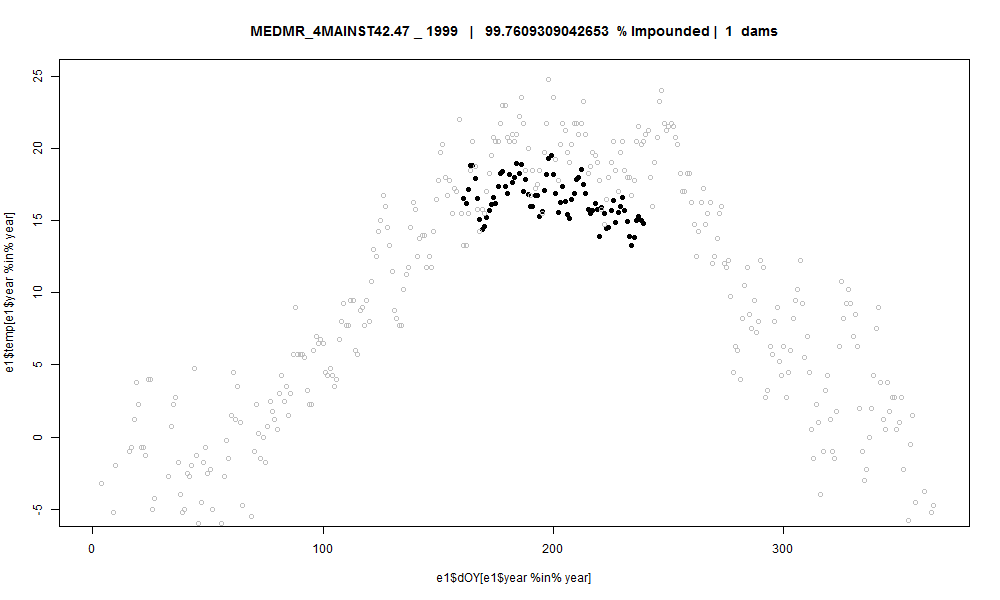 MEDMR_4MAINST42.47 _ 1999 | 99.7609309042653 % Impounded | 1 dams
e1$temp[e1$year %in% year]
25
20
15
10
5
0
-5
0 100 200 300
e1$dOY[e1$year %in% year]